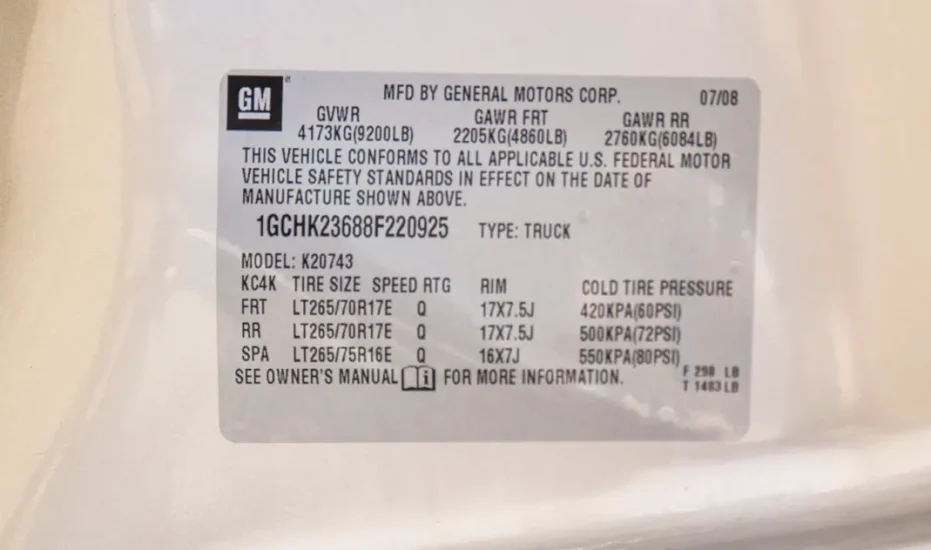 GM ® MFD BY GENERAL MOTORS CORP. 07/08
GVWR GAWR FRT GAWR RR
4173KG(9200LB) 2205KG(4860LB) 2760KG(6084LB)
THIS VEHICLE CONFORMS TO ALL APPLICABLE U.S. FEDERAL MOTOR
VEHICLE SAFETY STANDARDS IN EFFECT ON THE DATE OF
MANUFACTURE SHOWN ABOVE.
1GCHK23688F220925 TYPE: TRUCK
MODEL: K20743
KC4K TIRE SIZE SPEED RTG RIM COLD TIRE PRESSURE
FRT LT265/70R17E Q 17X7.5J 420KPA(60PSI)
RR LT265/70R17E Q 17X7.5J 500KPA(72PSI)
SPA LT265/75R16E Q 16X7J 550KPA(80PSI)
SEE OWNER'S MANUAL i FOR MORE INFORMATION.
F 298 LB
T 1483 LB